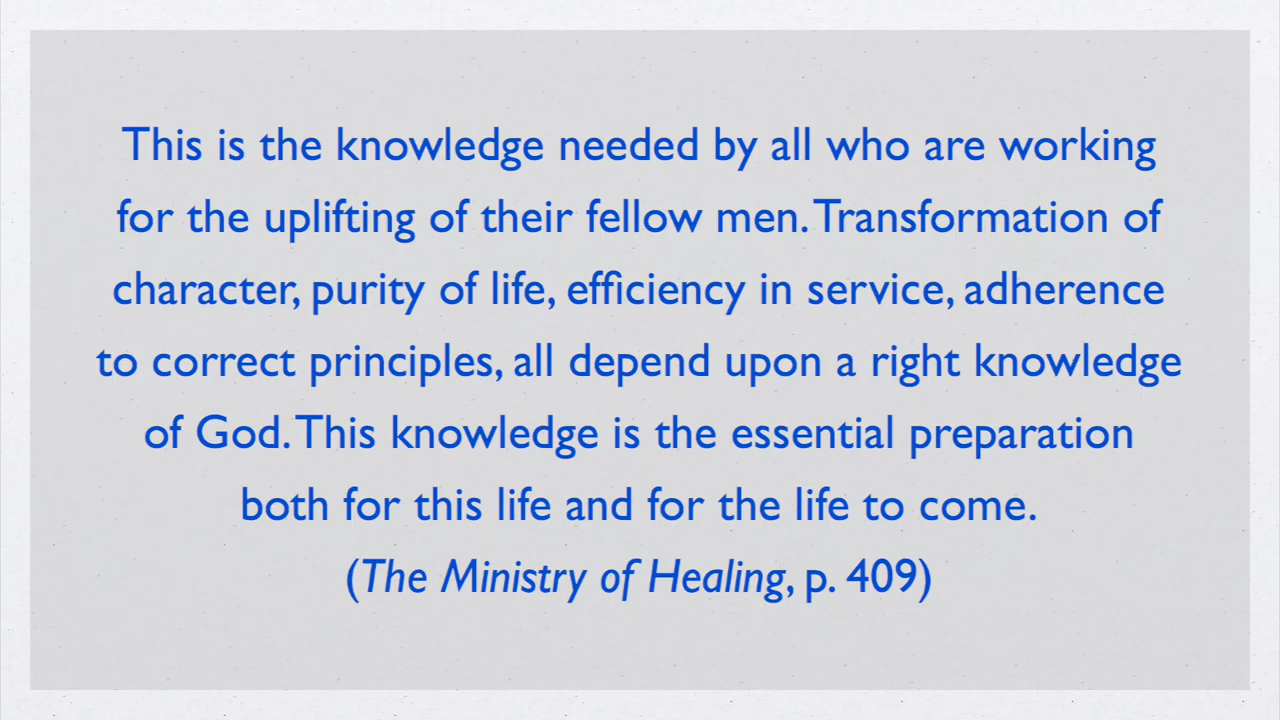 This is the knowledge needed by all who are working
for the uplifting of their fellow men. Transformation of
character, purity of life, efficiency in service, adherence
to correct principles, all depend upon a right knowledge
of God. This knowledge is the essential preparation
both for this life and for the life to come.
(The Ministry of Healing, p. 409)